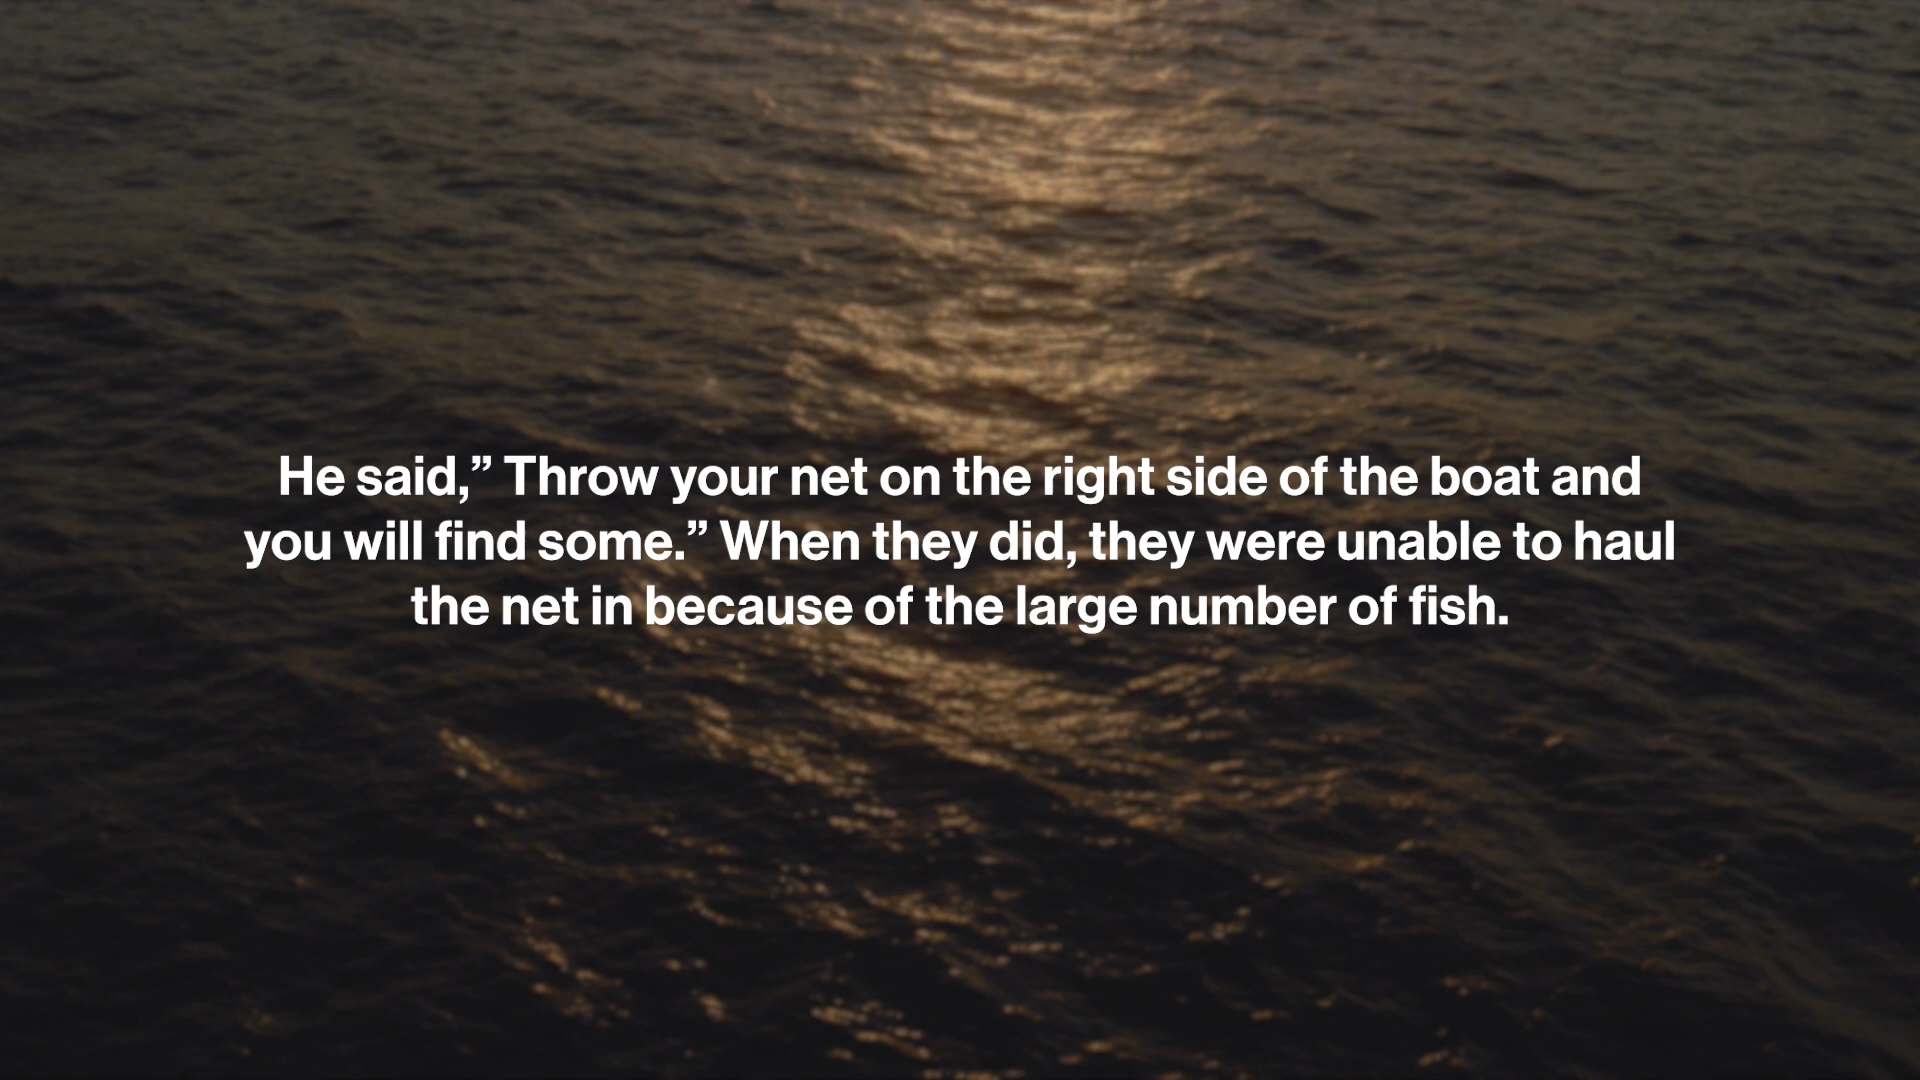 He said,” Throw your net on the right side of the boat and
you will find some.” When they did, they were unable to haul
the net in because of the large number of fish.